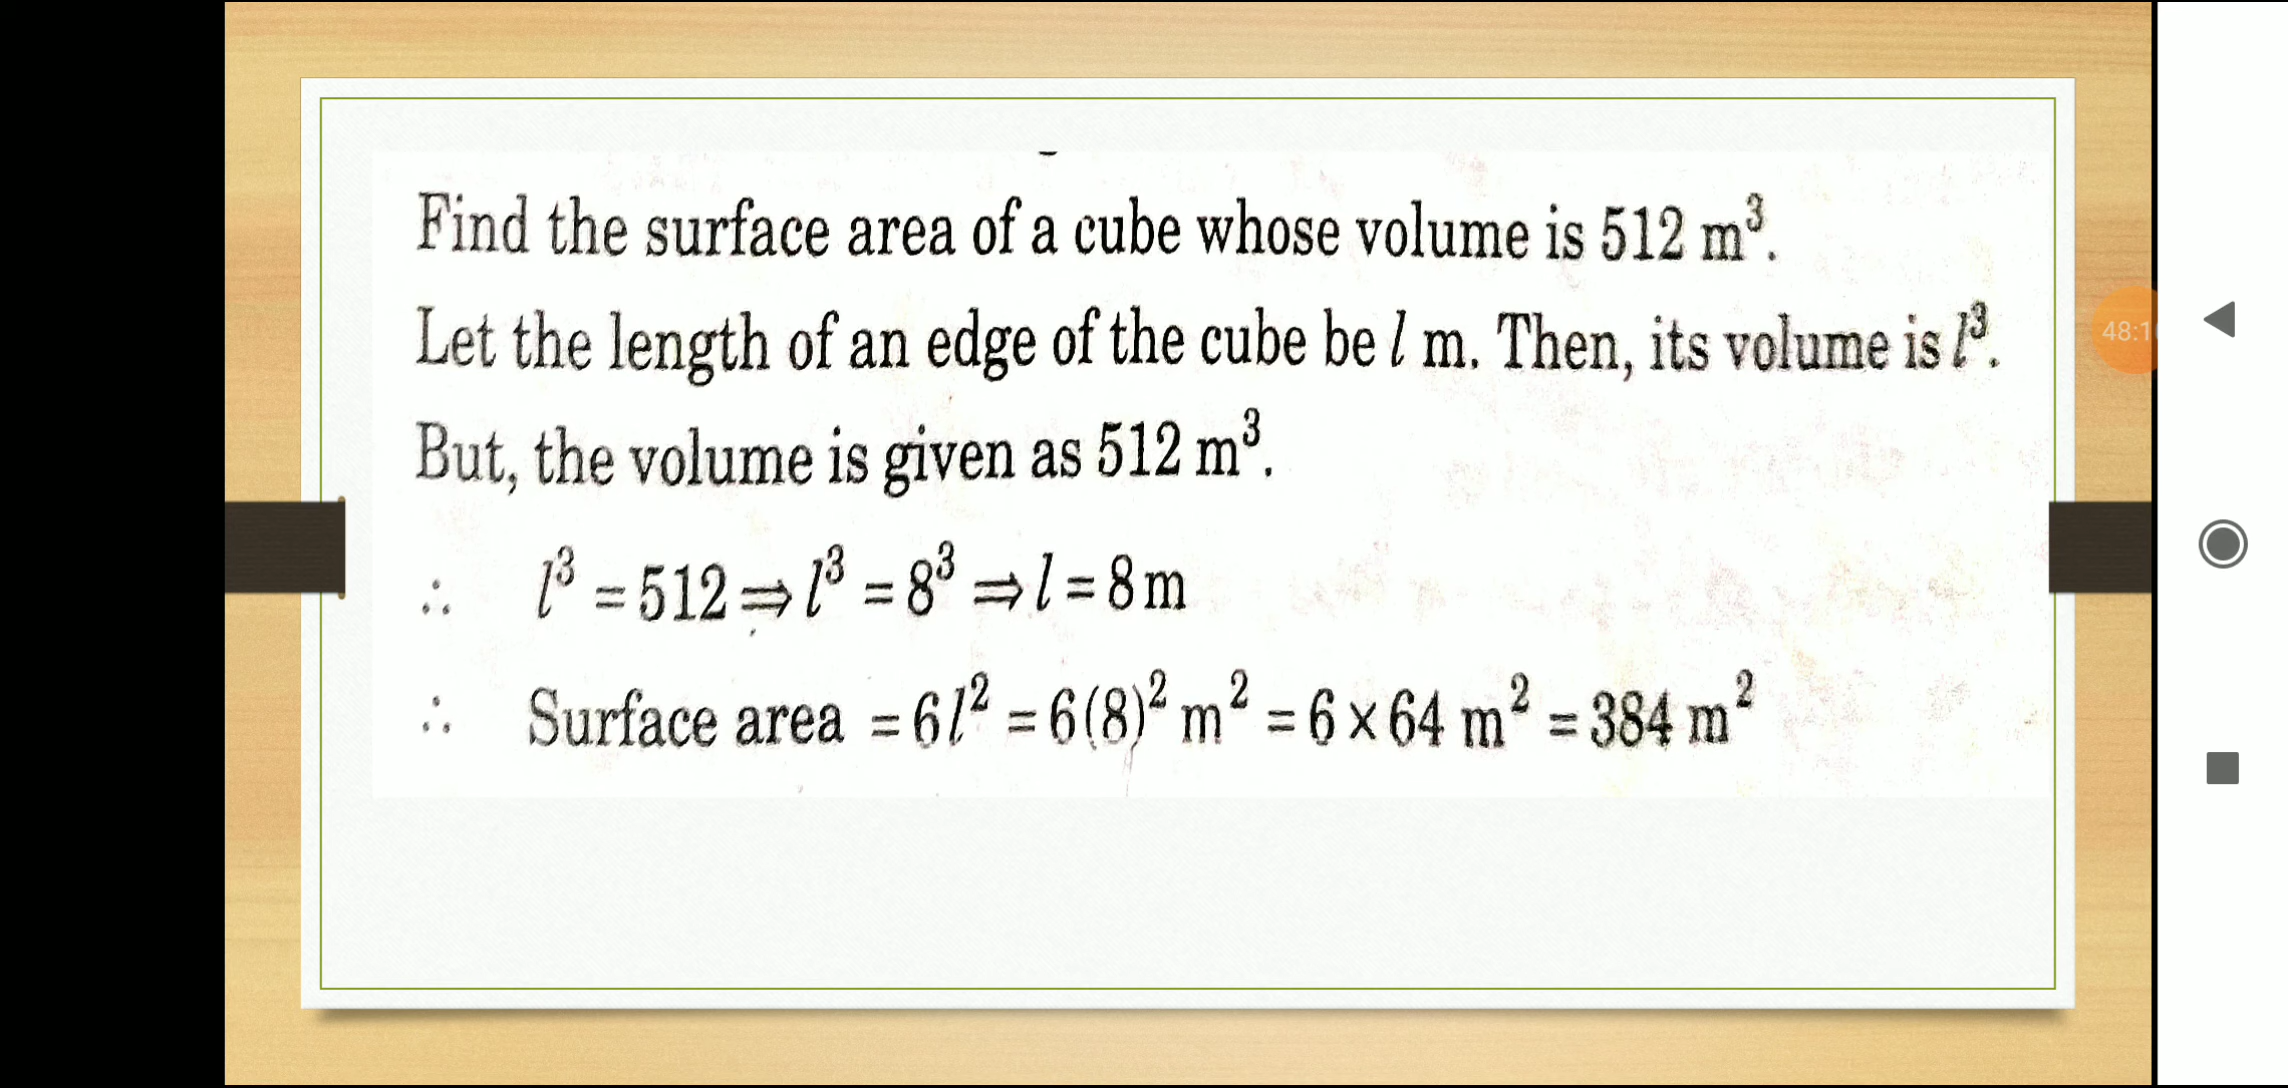 Find the surface area of a cube whose volume is 512 m³.
Let the length of an edge of the cube be l m. Then, its volume is l³.
48:1
But, the volume is given as 512 m³.
∴ l³ = 512 ⇒ l³ = 8³ ⇒ l = 8 m
∴ Surface area = 6l² = 6(8)² m² = 6 × 64 m² = 384 m²